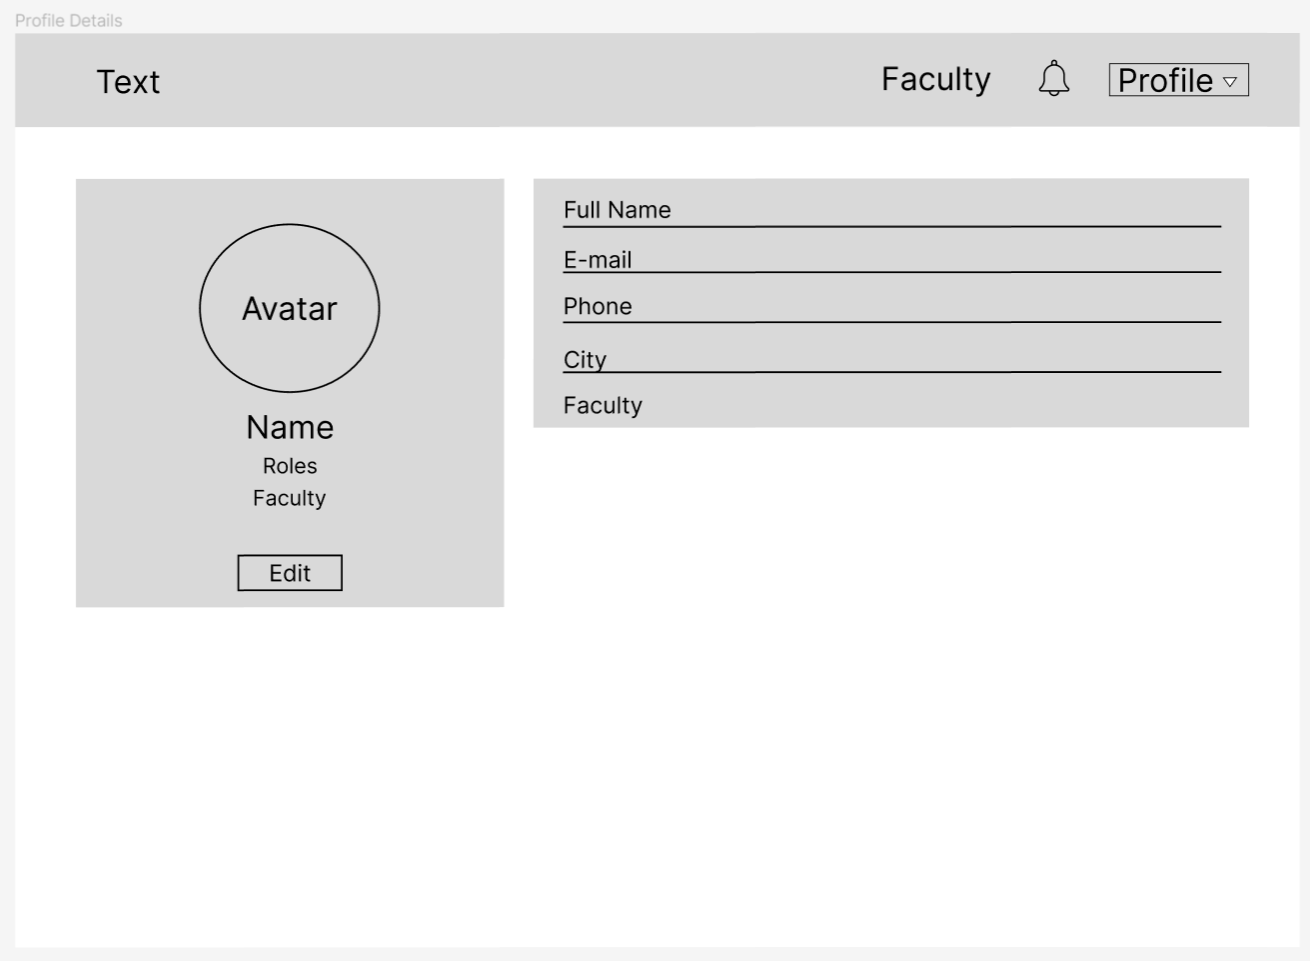 Profile Details
Text
Faculty
Profile
Avatar
Name
Roles
Faculty
Edit
Full Name
E-mail
Phone
City
Faculty